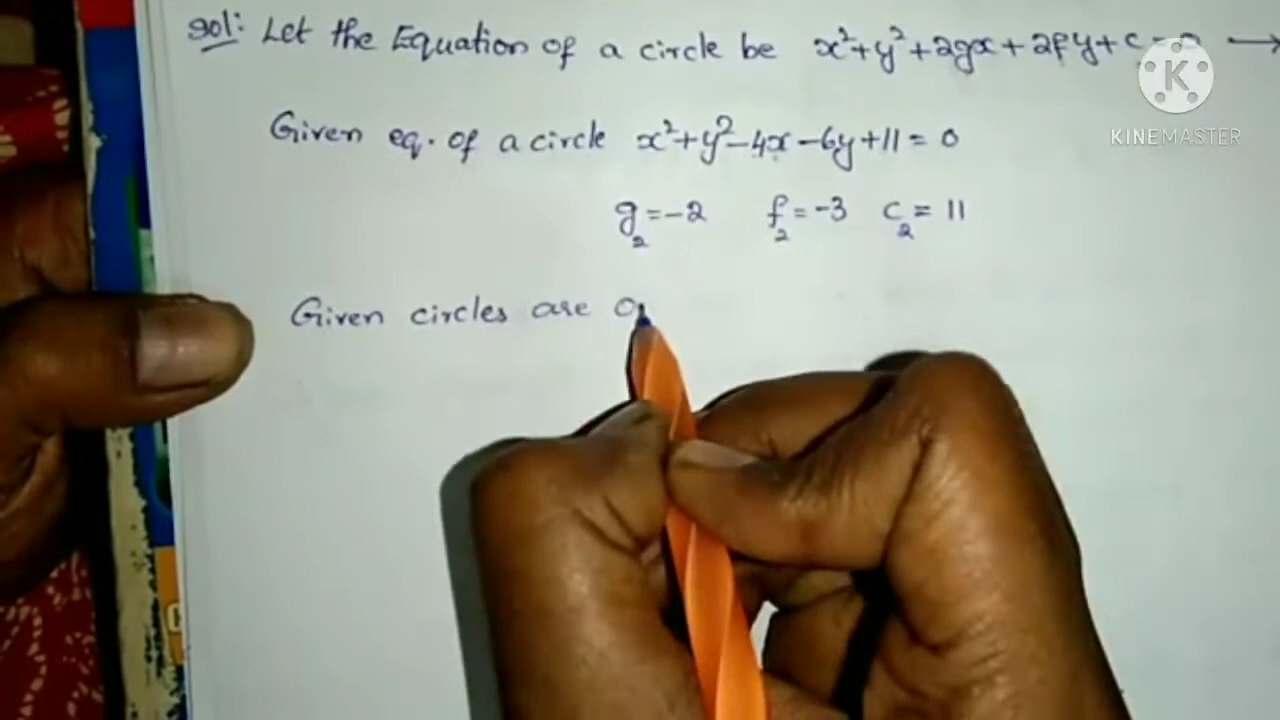 Sol: Let the Equation of a circle be x²+y²+2gx+2fy+c=0 →
K
KINEMASTER
Given eq. of a circle x²+y²-4x-6y+11=0
g₂=-2 f₂=-3 c₂=11
Given circles are